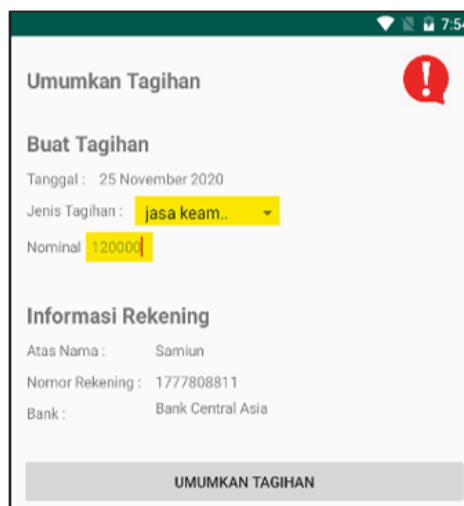 7:54
Umumkan Tagihan
Buat Tagihan
Tanggal : 25 November 2020
Jenis Tagihan : jasa keam..
Nominal 120000
Informasi Rekening
Atas Nama : Samiun
Nomor Rekening : 1777808811
Bank : Bank Central Asia
UMUMKAN TAGIHAN